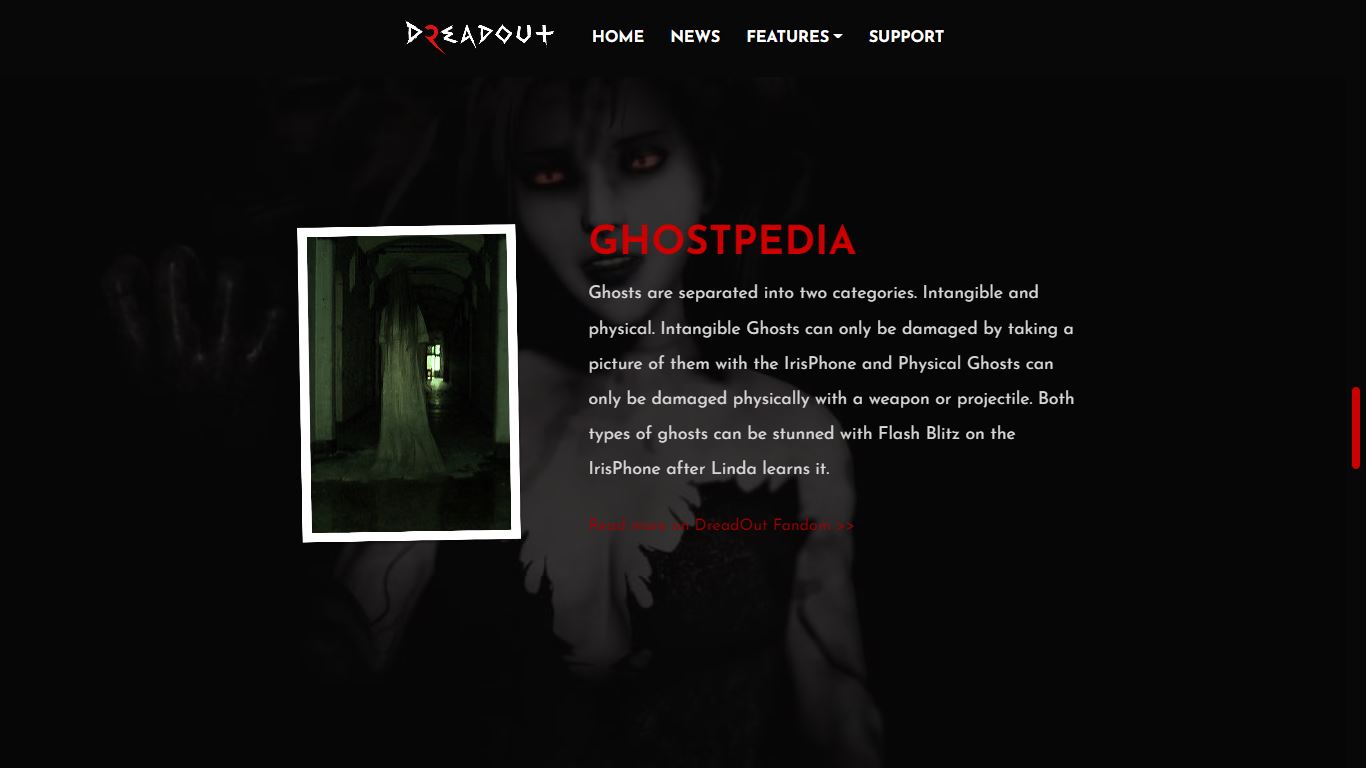 DREADOUT HOME NEWS FEATURES SUPPORT
GHOSTPEDIA
Ghosts are separated into two categories. Intangible and
physical. Intangible Ghosts can only be damaged by taking a
picture of them with the IrisPhone and Physical Ghosts can
only be damaged physically with a weapon or projectile. Both
types of ghosts can be stunned with Flash Blitz on the
IrisPhone after Linda learns it.
Read more on DreadOut Fandom >>